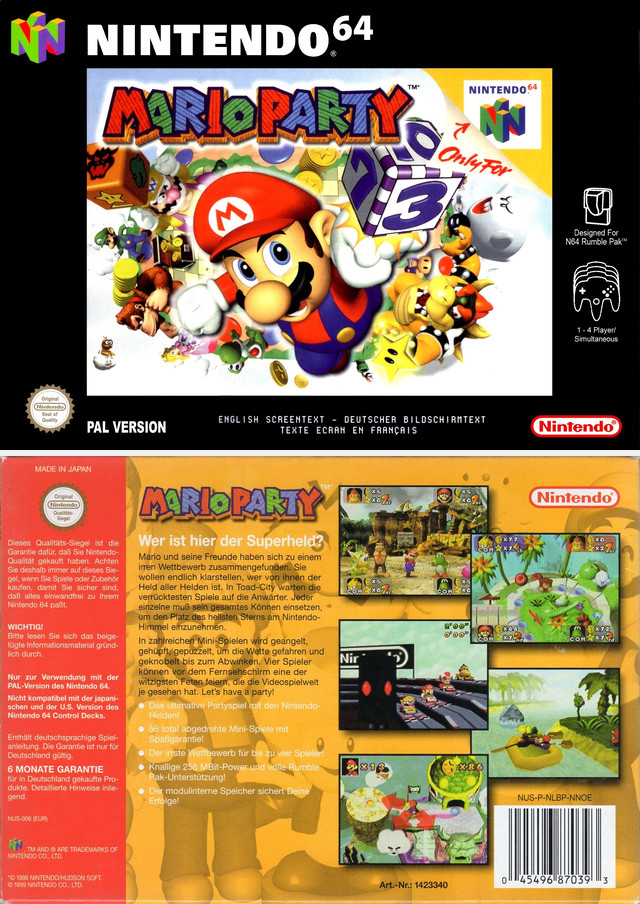 NINTENDO 64
MARIO PARTY™
NINTENDO 64
Only For
3
Designed For
N64 Rumble Pak™
1 - 4 Player/
Simultaneous
Original
Nintendo
Seal of
Quality
PAL VERSION
ENGLISH SCREENTEXT - DEUTSCHER BILDSCHIRMTEXT
TEXTE ECRAN EN FRANÇAIS
Nintendo®
MADE IN JAPAN
Original
Nintendo
Qualitäts-
Siegel
Dieses Qualitäts-Siegel ist die
Garantie dafür, daß Sie Nintendo-
Qualität gekauft haben. Achten
Sie deshalb immer auf dieses Sie-
gel, wenn Sie Spiele oder Zubehör
kaufen, damit Sie sicher sind,
daß alles einwandfrei zu Ihrem
Nintendo 64 paßt.
WICHTIG!
Bitte lesen Sie sich das beige-
fügte Informationsmaterial gründ-
lich durch.
Nur zur Verwendung mit der
PAL-Version des Nintendo 64.
Nicht kompatibel mit der japani-
schen und der U.S. Version des
Nintendo 64 Control Decks.
Enthält deutschsprachige Spiel-
anleitung. Die Garantie ist nur für
Deutschland gültig.
6 MONATE GARANTIE
für in Deutschland gekaufte Pro-
dukte. Detaillierte Hinweise inlie-
gend.
NUS-006 (EUR)
, TM AND ® ARE TRADEMARKS OF
NINTENDO CO., LTD.
©1998 NINTENDO/HUDSON SOFT.
© 1999 NINTENDO CO., LTD.
MARIO PARTY™
Wer ist hier der Superheld?
Mario und seine Freunde haben sich zu einem
irren Wettbewerb zusammengefunden. Sie
wollen endlich klarstellen, wer von ihnen der
Held aller Helden ist. In Toad-City warten die
verrücktesten Spiele auf die Anwärter. Jeder
einzelne muß sein gesamtes Können einsetzen,
um den Platz des hellsten Sterns am Nintendo-
Himmel einzunehmen.
In zahlreichen Mini-Spielen wird geangelt,
gehüpft, gepuzzelt, um die Wette gefahren und
geknobelt bis zum Abwinken. Vier Spieler
können vor dem Fernsehschirm eine der
witzigsten Feten feiern, die die Videospielwelt
je gesehen hat. Let's have a party!
Das ultimative Partyspiel mit den Nintendo-
Helden!
56 total abgedrehte Mini-Spiele mit
Spaßgarantie!
Der irrste Wettbewerb für bis zu vier Spieler!
Knallige 256 MBit-Power und volle Rumble
Pak-Unterstützung!
Der modulinterne Speicher sichert Deine
Erfolge!
Nintendo®
NUS-P-NLBP-NNOE
0 45496 87039 3
Art.-Nr.: 1423340